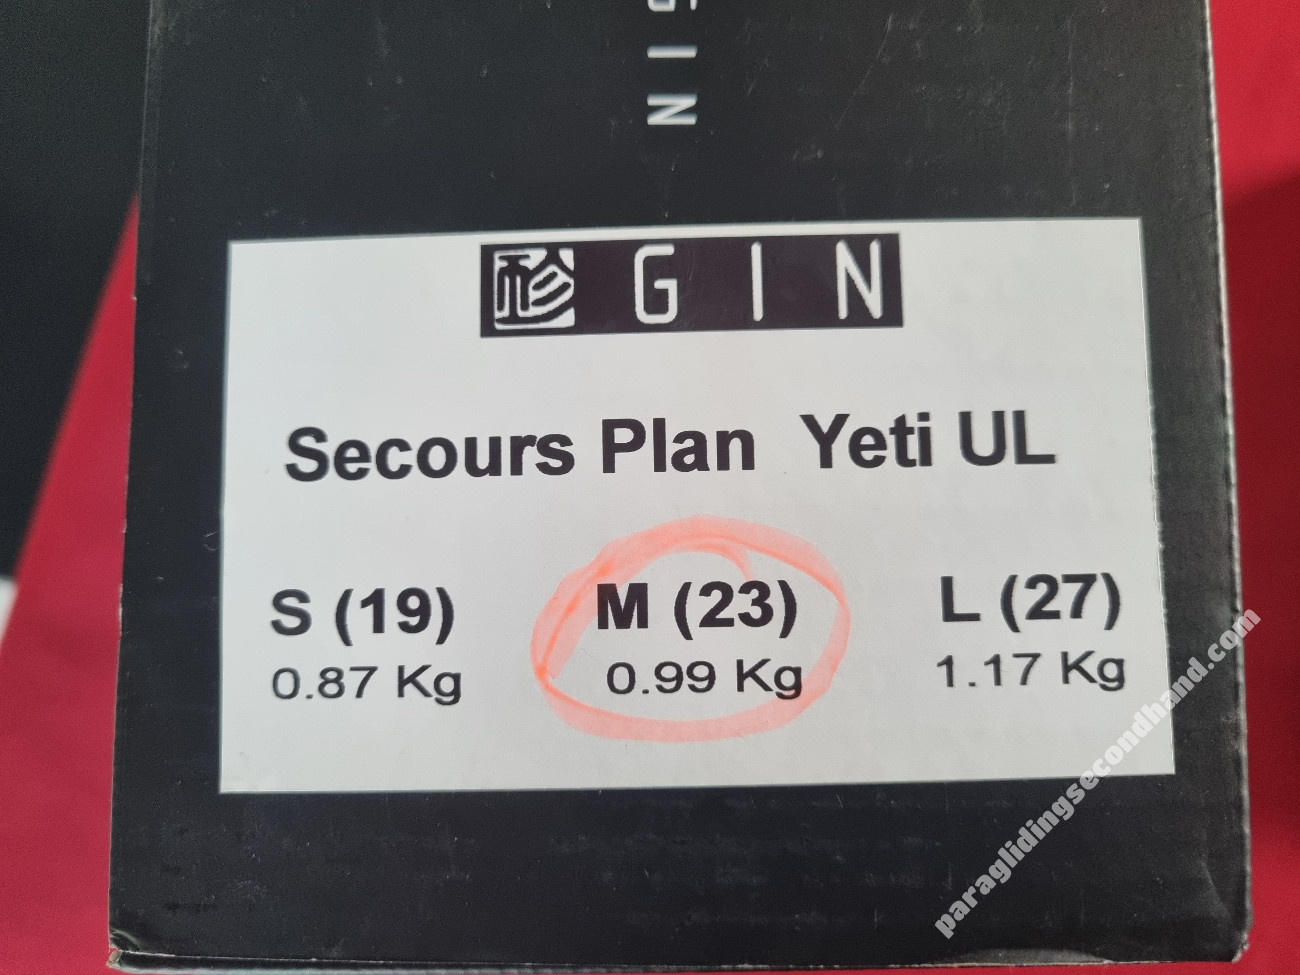 GIN
GIN
Secours Plan Yeti UL
S (19) M (23) L (27)
0.87 Kg 0.99 Kg 1.17 Kg
paraglidingsecondhand.com